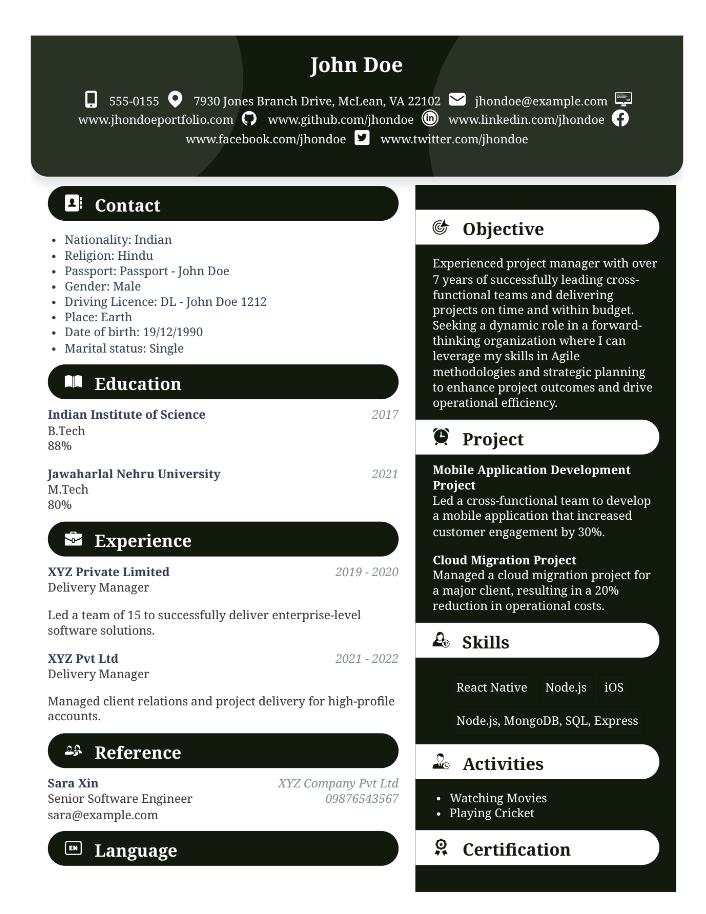 John Doe
555-0155 7930 Jones Branch Drive, McLean, VA 22102 jhondoe@example.com
www.jhondoeportfolio.com www.github.com/jhondoe www.linkedin.com/jhondoe
www.facebook.com/jhondoe www.twitter.com/jhondoe
Contact
• Nationality: Indian
• Religion: Hindu
• Passport: Passport - John Doe
• Gender: Male
• Driving Licence: DL - John Doe 1212
• Place: Earth
• Date of birth: 19/12/1990
• Marital status: Single
Education
Indian Institute of Science 2017
B.Tech
88%
Jawaharlal Nehru University 2021
M.Tech
80%
Experience
XYZ Private Limited 2019 - 2020
Delivery Manager
Led a team of 15 to successfully deliver enterprise-level
software solutions.
XYZ Pvt Ltd 2021 - 2022
Delivery Manager
Managed client relations and project delivery for high-profile
accounts.
Reference
Sara Xin XYZ Company Pvt Ltd
Senior Software Engineer 09876543567
sara@example.com
EN Language
Objective
Experienced project manager with over
7 years of successfully leading cross-
functional teams and delivering
projects on time and within budget.
Seeking a dynamic role in a forward-
thinking organization where I can
leverage my skills in Agile
methodologies and strategic planning
to enhance project outcomes and drive
operational efficiency.
Project
Mobile Application Development
Project
Led a cross-functional team to develop
a mobile application that increased
customer engagement by 30%.
Cloud Migration Project
Managed a cloud migration project for
a major client, resulting in a 20%
reduction in operational costs.
Skills
React Native Node.js iOS
Node.js, MongoDB, SQL, Express
Activities
• Watching Movies
• Playing Cricket
Certification